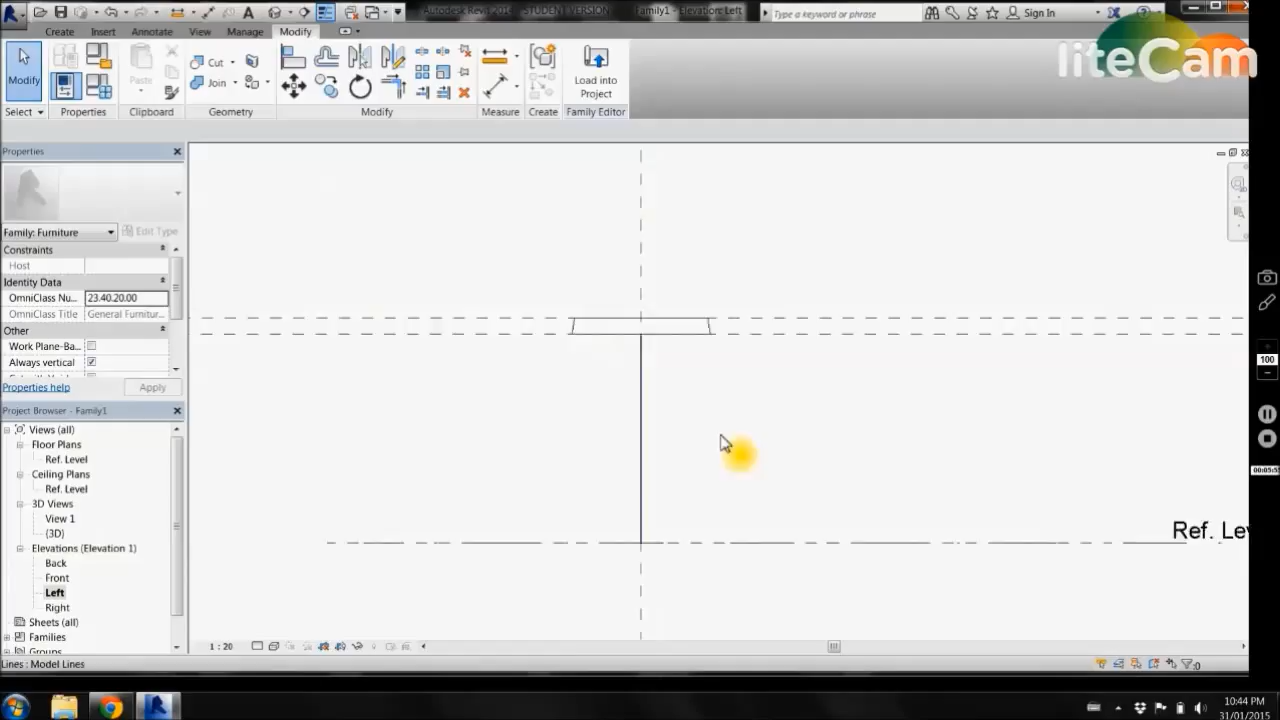 Autodesk Revit 2014 - STUDENT VERSION - Family1 - Elevation: Left
Type a keyword or phrase
Sign In
Create Insert Annotate View Manage Modify
liteCam
Modify
Paste
Cut
Join
Load into
Project
Select Properties Clipboard Geometry Modify Measure Create Family Editor
Properties
Family: Furniture
Edit Type
Constraints
Host
Identity Data
OmniClass Nu... 23.40.20.00
OmniClass Title General Furnitur...
Other
Work Plane-Ba...
Always vertical
Properties help
Apply
Project Browser - Family1
Views (all)
Floor Plans
Ref. Level
Ceiling Plans
Ref. Level
3D Views
View 1
{3D}
Elevations (Elevation 1)
Back
Front
Left
Right
Sheets (all)
Families
Groups
Ref. Lev
100
1 : 20
Lines : Model Lines
:0
10:44 PM
31/01/2015